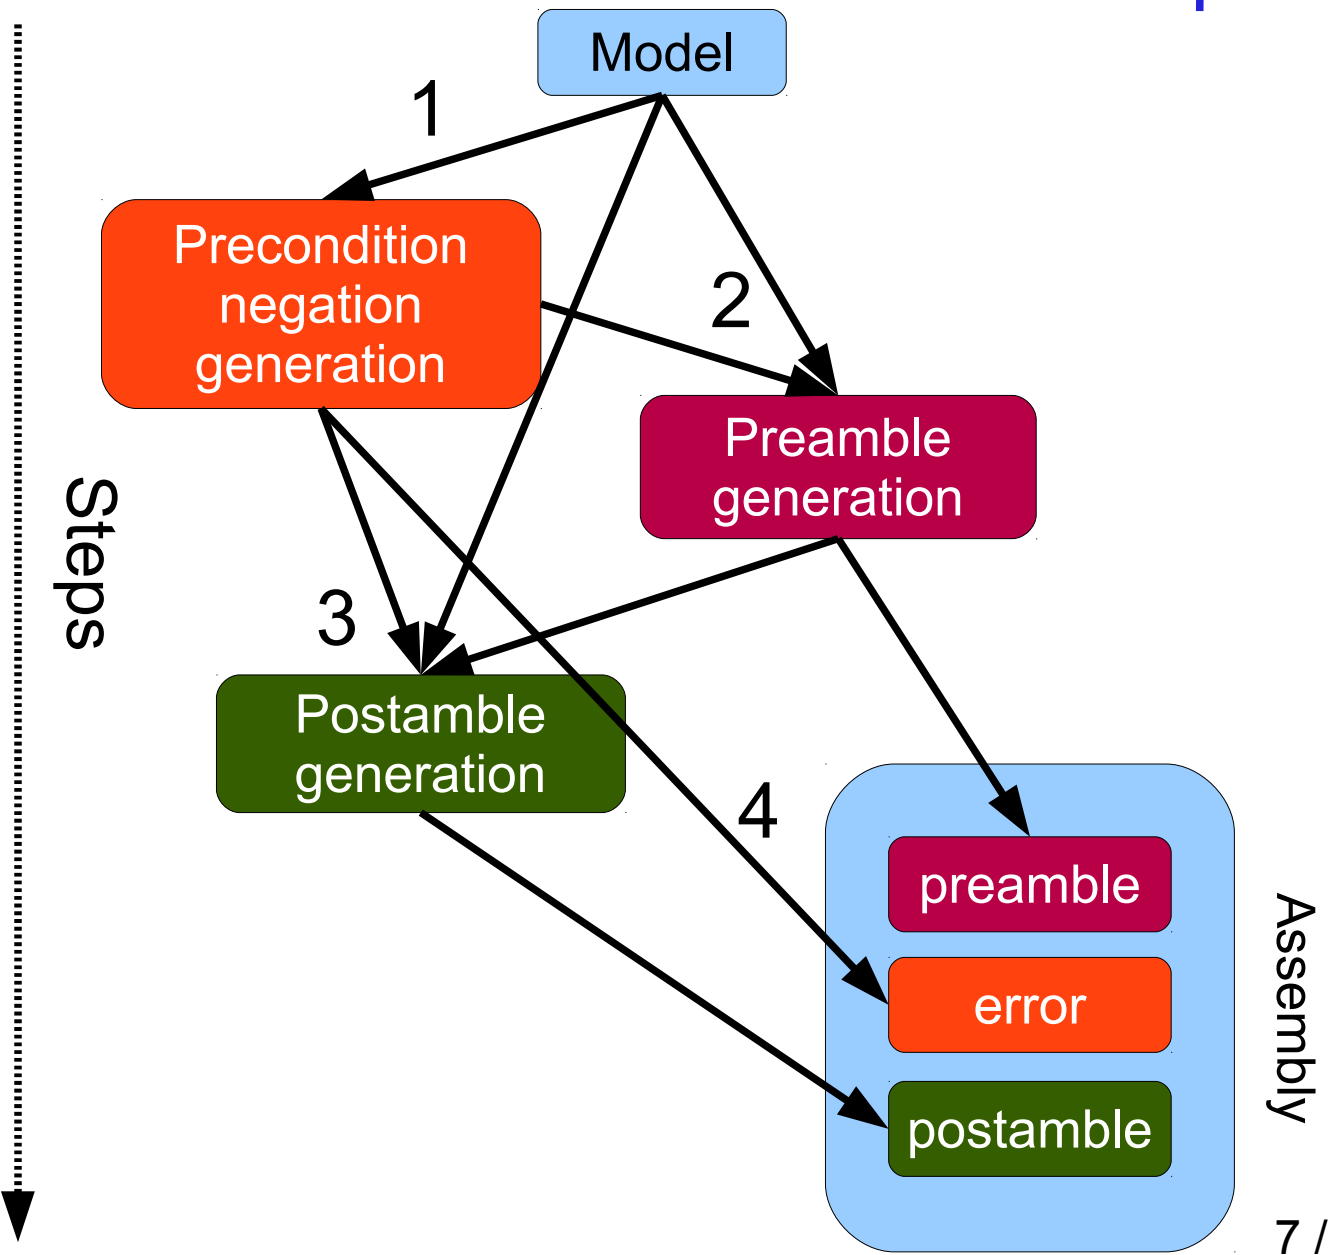 Model
1
Precondition
negation
generation
2
Preamble
generation
Steps
3
Postamble
generation
4
preamble
error
postamble
Assembly
7 /